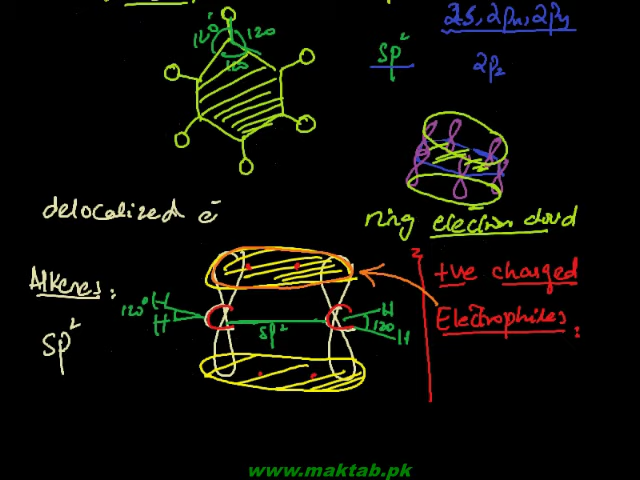 2s, 2px, 2py
120° 120
120
sp² 2pz
delocalized ē
ring electron cloud
+ve charged
Alkenes:
120° H
H
C sp² C
H
120
H
Electrophiles:
sp²
www.maktab.pk